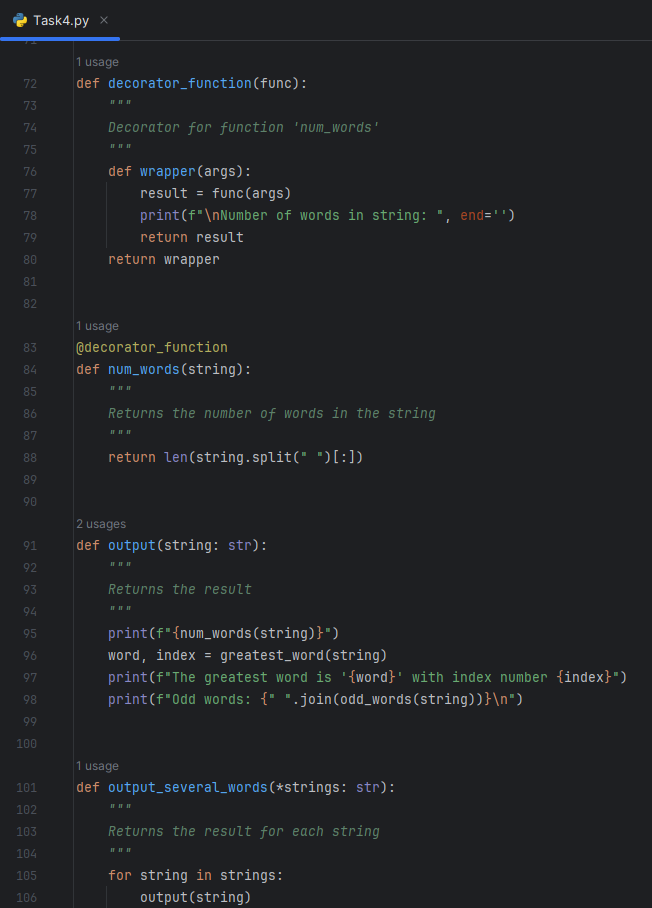 Task4.py ×
71
1 usage
72 def decorator_function(func):
73     """
74     Decorator for function 'num_words'
75     """
76     def wrapper(args):
77         result = func(args)
78         print(f"\nNumber of words in string: ", end='')
79         return result
80     return wrapper
81
82
1 usage
83 @decorator_function
84 def num_words(string):
85     """
86     Returns the number of words in the string
87     """
88     return len(string.split(" ")[:])
89
90
2 usages
91 def output(string: str):
92     """
93     Returns the result
94     """
95     print(f"{num_words(string)}")
96     word, index = greatest_word(string)
97     print(f"The greatest word is '{word}' with index number {index}")
98     print(f"Odd words: {" ".join(odd_words(string))}\n")
99
100
1 usage
101 def output_several_words(*strings: str):
102     """
103     Returns the result for each string
104     """
105     for string in strings:
106         output(string)